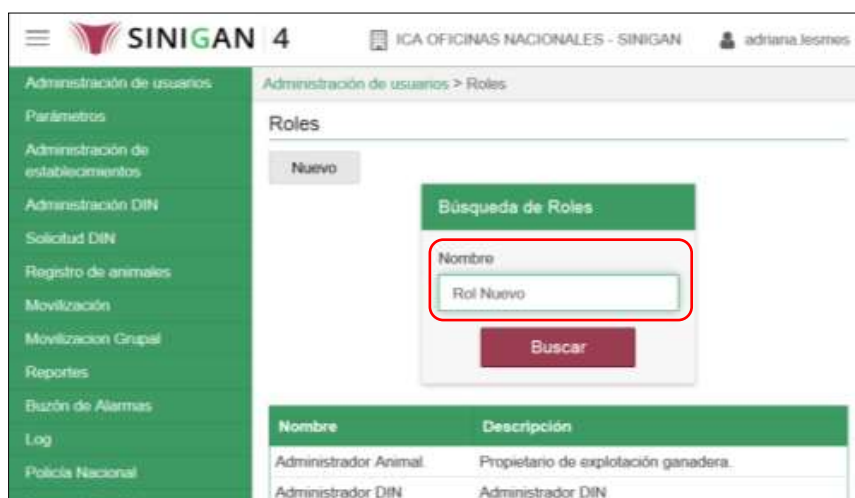 SINIGAN 4
ICA OFICINAS NACIONALES - SINIGAN
adriana.lesmes
Administración de usuarios
Parámetros
Administración de
establecimientos
Administración DIN
Solicitud DIN
Registro de animales
Movilización
Movilizacion Grupal
Reportes
Buzón de Alarmas
Log
Policía Nacional
Administración de usuarios > Roles
Roles
Nuevo
Búsqueda de Roles
Nombre
Rol Nuevo
Buscar
Nombre Descripción
Administrador Animal. Propietario de explotación ganadera.
Administrador DIN Administrador DIN